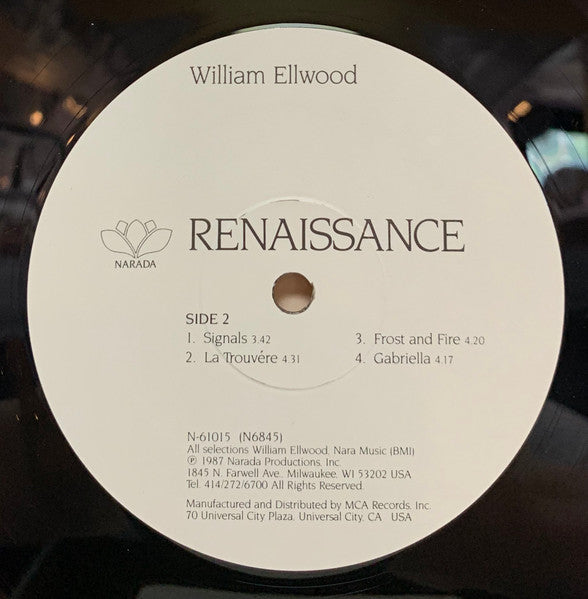 William Ellwood
RENAISSANCE
NARADA
SIDE 2
1. Signals 3.42
2. La Trouvére 4.31
3. Frost and Fire 4.20
4. Gabriella 4.17
N-61015 (N6845)
All selections William Ellwood, Nara Music (BMI)
℗ 1987 Narada Productions, Inc.
1845 N. Farwell Ave., Milwaukee, WI 53202 USA
Tel. 414/272/6700 All Rights Reserved.
Manufactured and Distributed by MCA Records, Inc.
70 Universal City Plaza, Universal City, CA USA